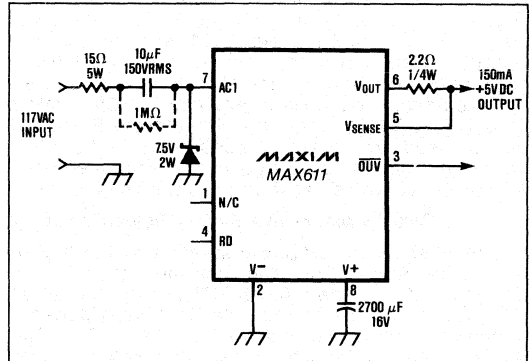 15Ω
5W
10μF
150VRMS
1MΩ
117VAC
INPUT
7.5V
2W
7
AC1
1
N/C
4
RD
MAXIM
MAX611
V−
2
V+
8
2700 μF
16V
VOUT
6
VSENSE
5
OUV
3
2.2Ω
1/4W
150mA
+5V DC
OUTPUT